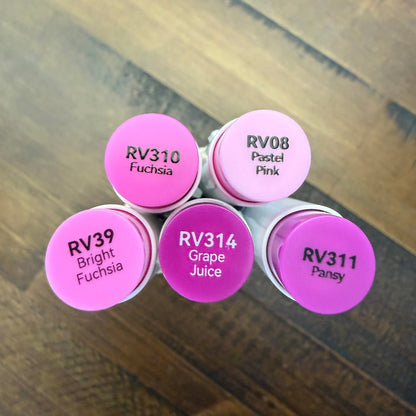 RV310
Fuchsia
RV08
Pastel
Pink
RV39
Bright
Fuchsia
RV314
Grape
Juice
RV311
Pansy